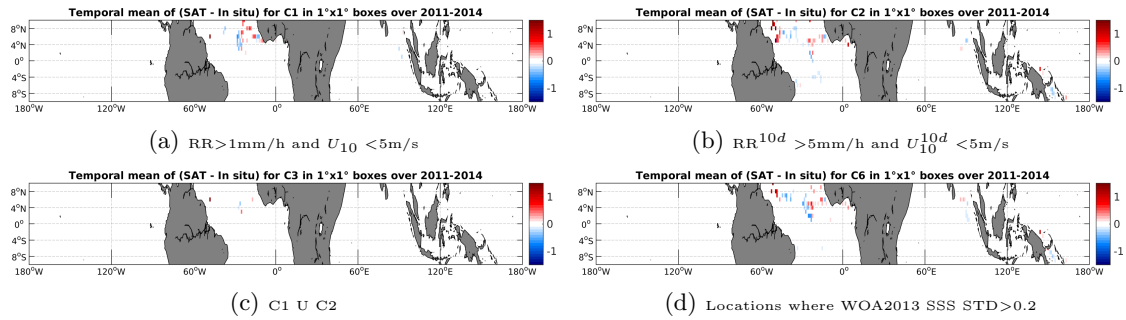 Temporal mean of (SAT - In situ) for C1 in 1°x1° boxes over 2011-2014
8°N
4°N
0°
4°S
8°S
180°W 120°W 60°W 0° 60°E 120°E 180°W
1
0
-1
(a) RR>1mm/h and U10 <5m/s
Temporal mean of (SAT - In situ) for C2 in 1°x1° boxes over 2011-2014
8°N
4°N
0°
4°S
8°S
180°W 120°W 60°W 0° 60°E 120°E 180°W
1
0
-1
(b) RR^10d >5mm/h and U10^10d <5m/s
Temporal mean of (SAT - In situ) for C3 in 1°x1° boxes over 2011-2014
8°N
4°N
0°
4°S
8°S
180°W 120°W 60°W 0° 60°E 120°E 180°W
1
0
-1
(c) C1 U C2
Temporal mean of (SAT - In situ) for C6 in 1°x1° boxes over 2011-2014
8°N
4°N
0°
4°S
8°S
180°W 120°W 60°W 0° 60°E 120°E 180°W
1
0
-1
(d) Locations where WOA2013 SSS STD>0.2